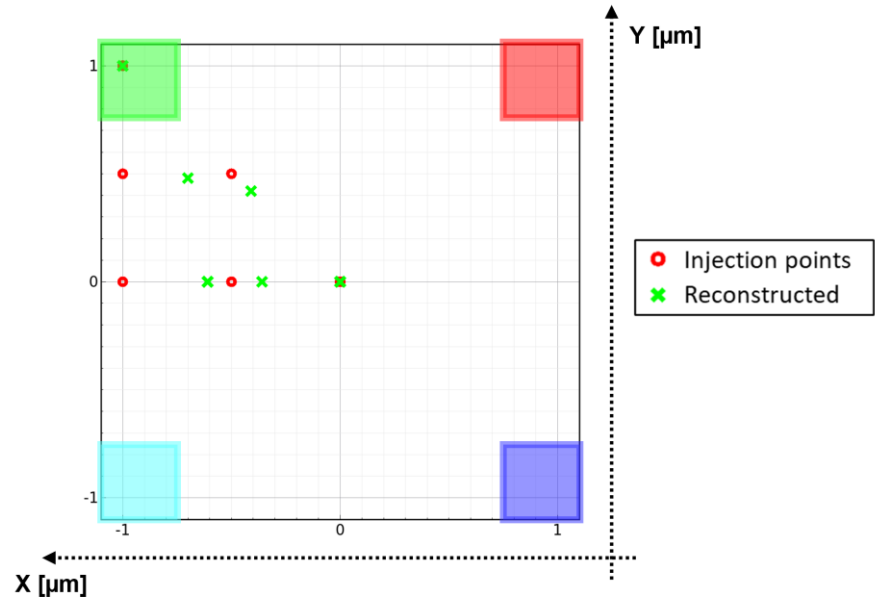 Y [µm]
1
0
-1
-1 0 1
X [µm]
Injection points
Reconstructed